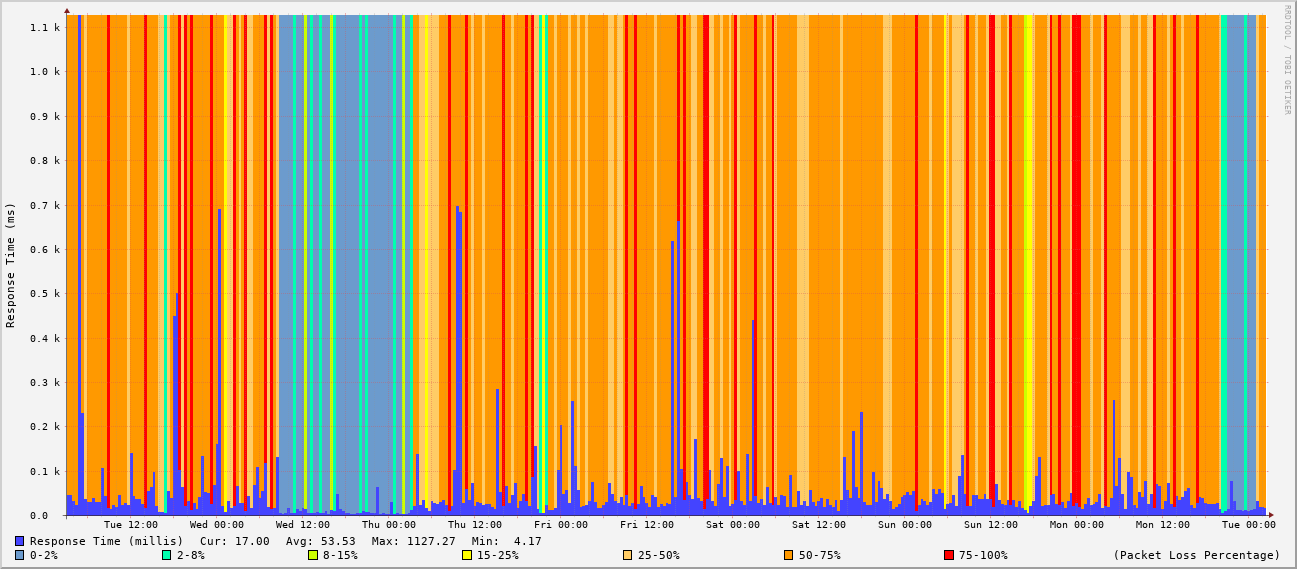 RRDTOOL / TOBI OETIKER
Response Time (ms)
1.1 k
1.0 k
0.9 k
0.8 k
0.7 k
0.6 k
0.5 k
0.4 k
0.3 k
0.2 k
0.1 k
0.0
Tue 12:00 Wed 00:00 Wed 12:00 Thu 00:00 Thu 12:00 Fri 00:00 Fri 12:00 Sat 00:00 Sat 12:00 Sun 00:00 Sun 12:00 Mon 00:00 Mon 12:00 Tue 00:00
Response Time (millis) Cur: 17.00 Avg: 53.53 Max: 1127.27 Min: 4.17
0-2% 2-8% 8-15% 15-25% 25-50% 50-75% 75-100% (Packet Loss Percentage)